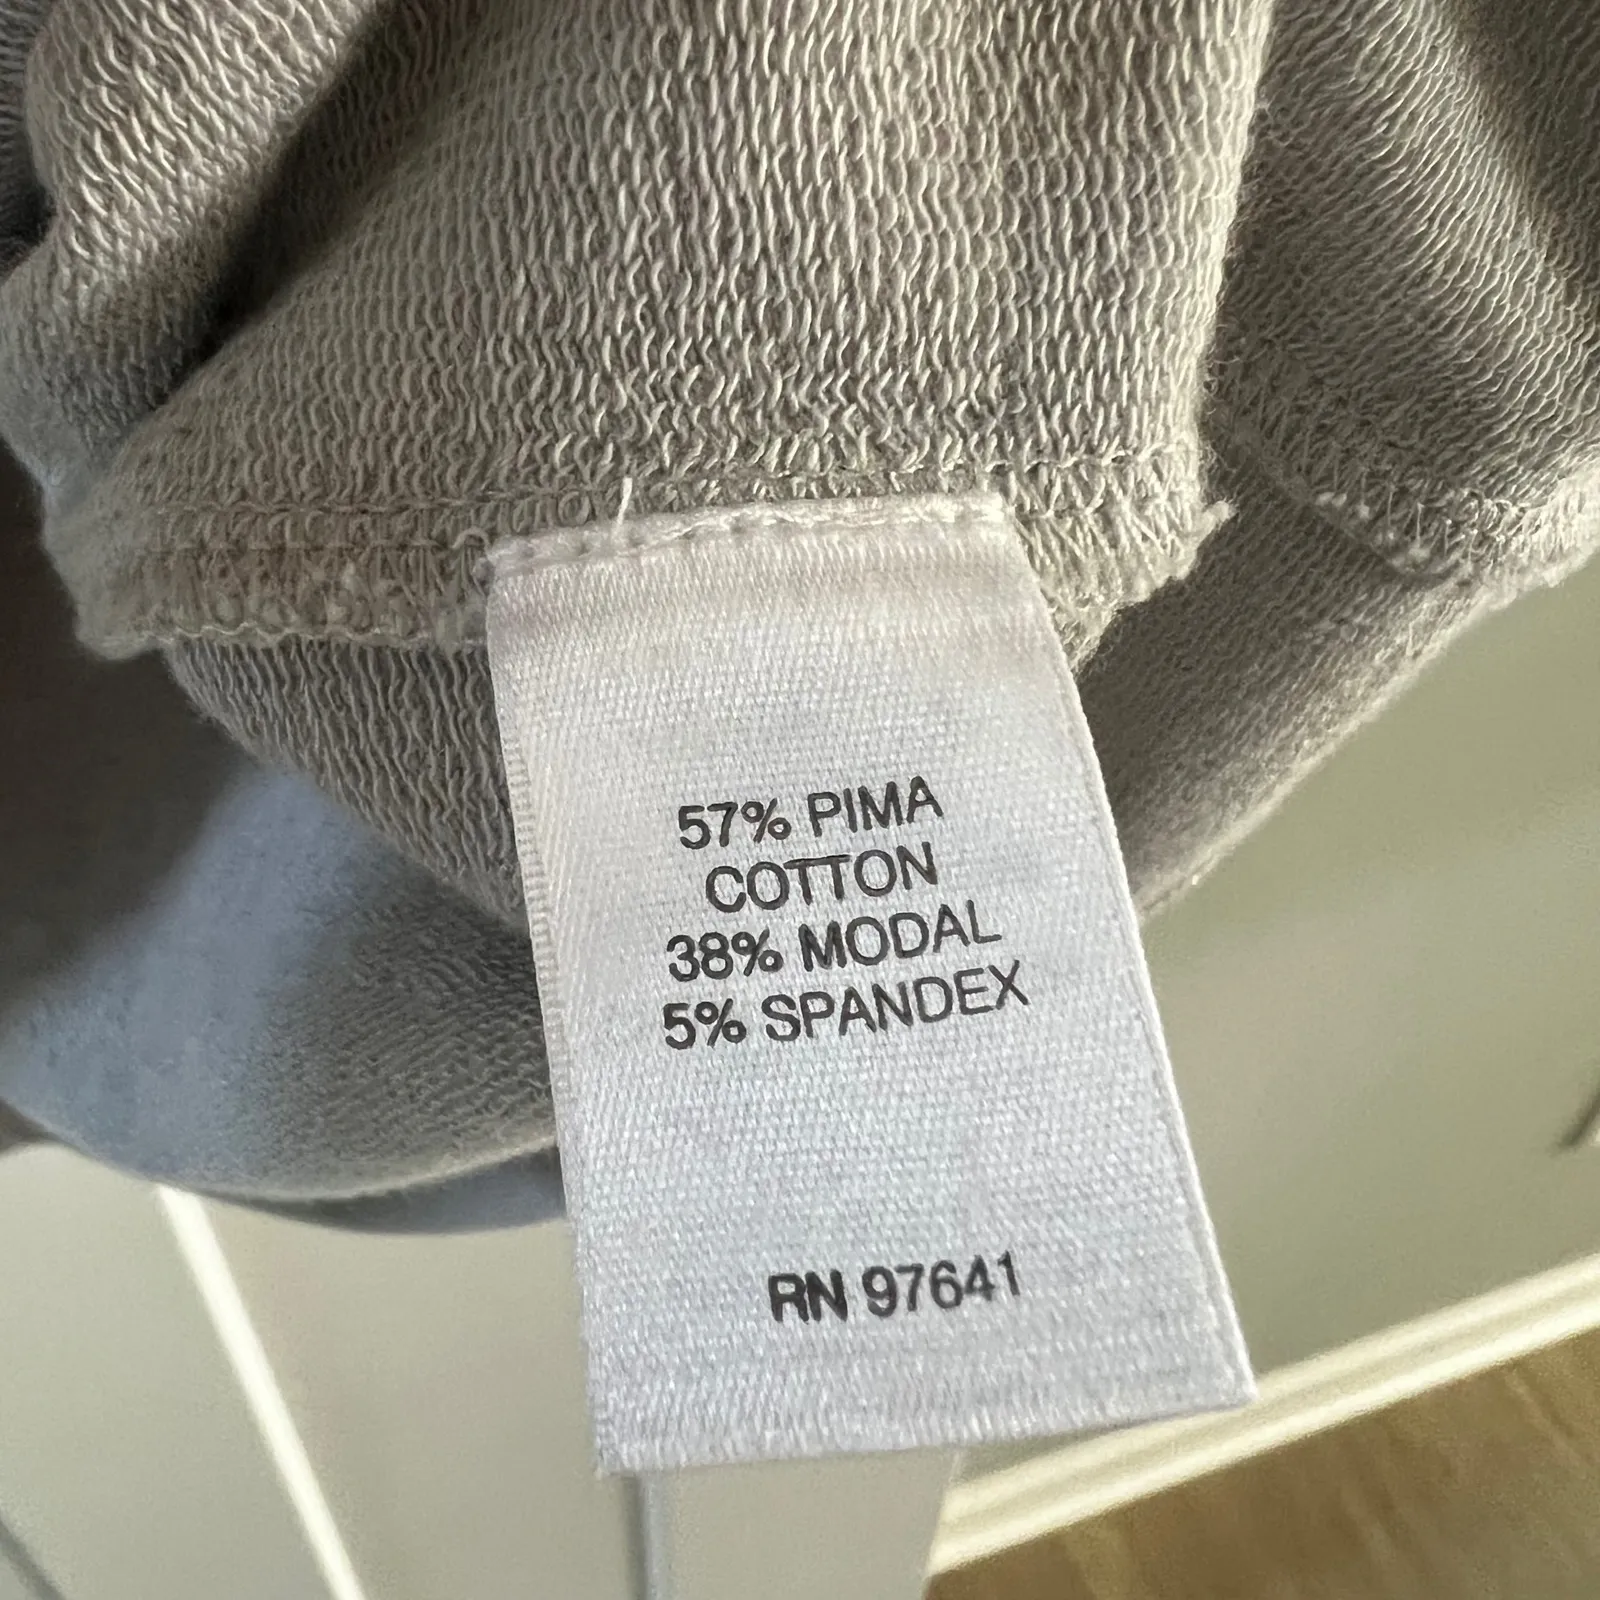 57% PIMA
COTTON
38% MODAL
5% SPANDEX
RN 97641